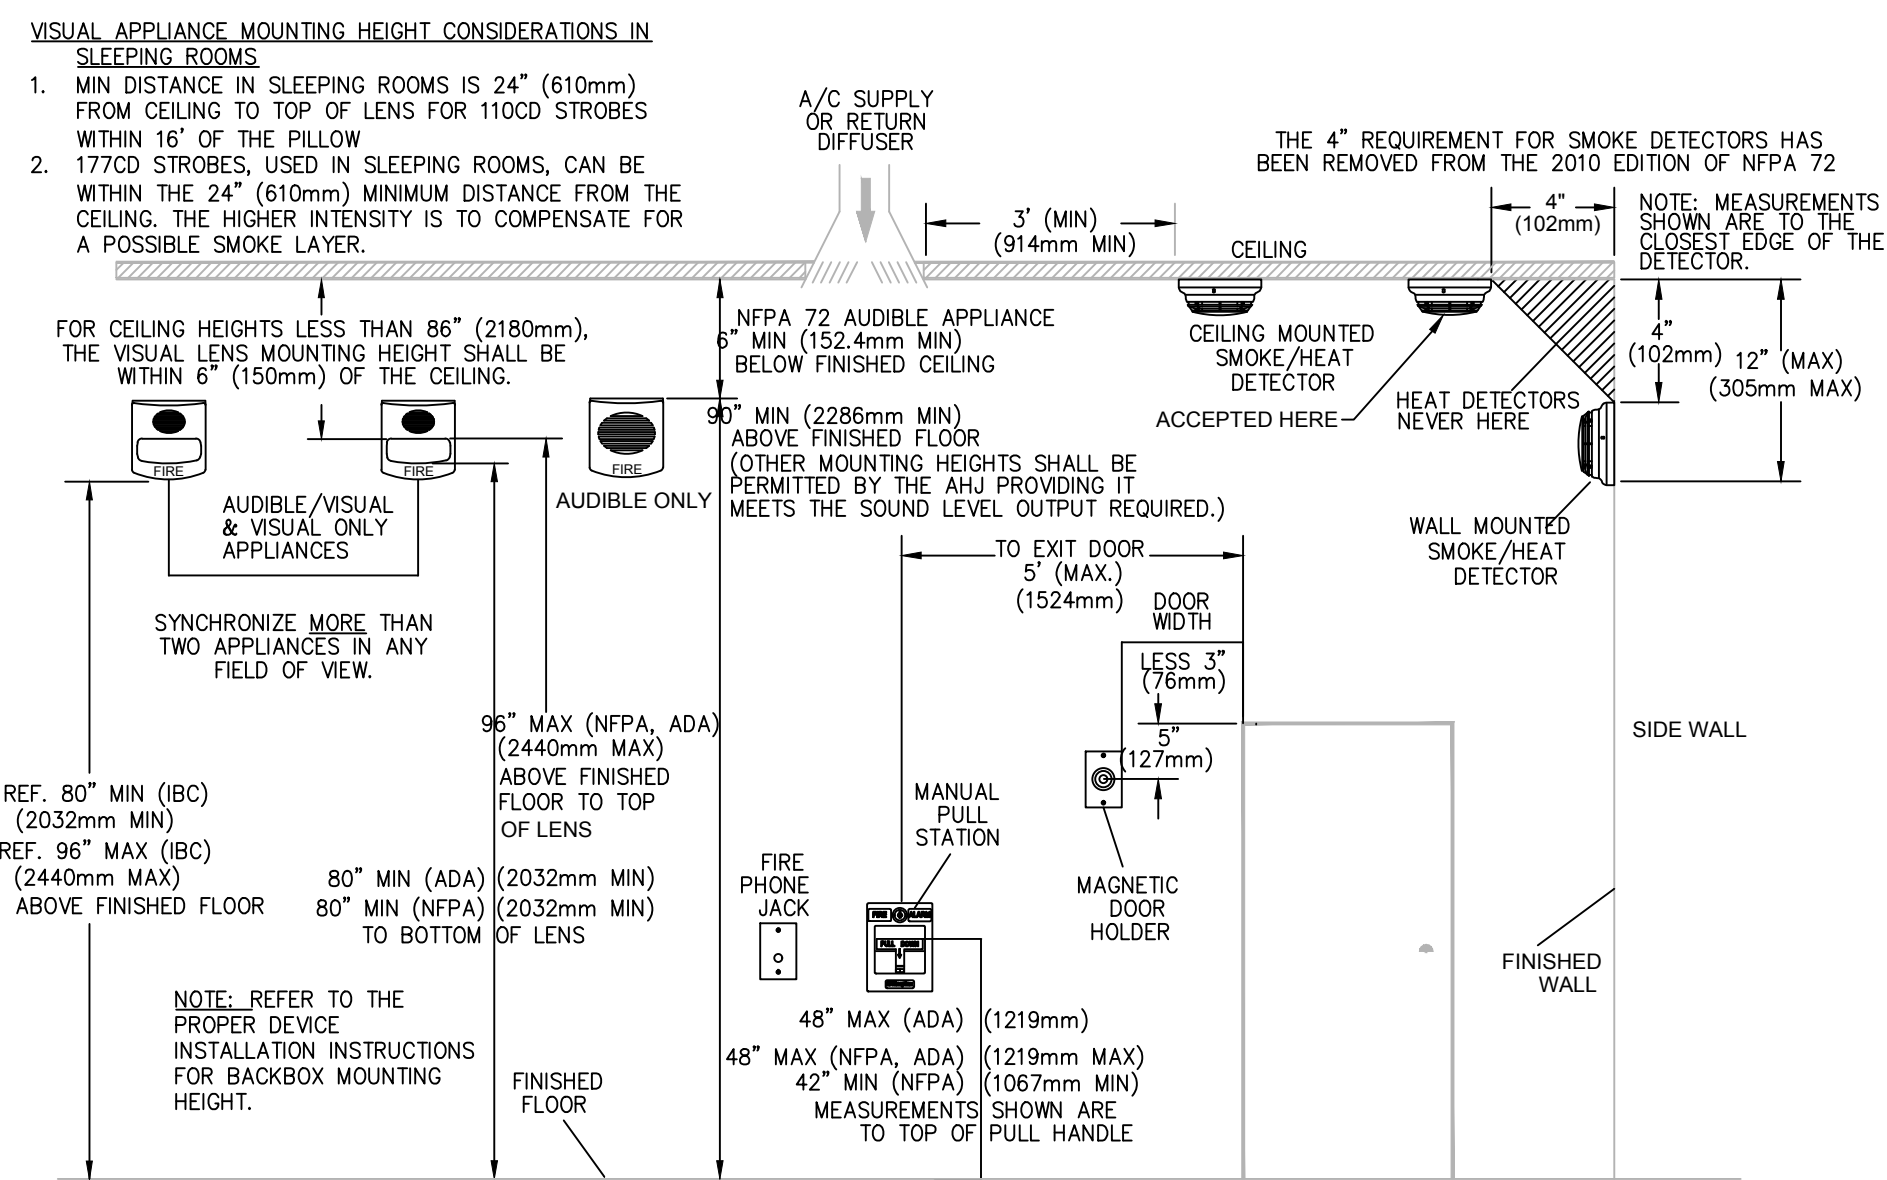 VISUAL APPLIANCE MOUNTING HEIGHT CONSIDERATIONS IN
SLEEPING ROOMS
1. MIN DISTANCE IN SLEEPING ROOMS IS 24” (610mm)
FROM CEILING TO TOP OF LENS FOR 110CD STROBES
WITHIN 16’ OF THE PILLOW
2. 177CD STROBES, USED IN SLEEPING ROOMS, CAN BE
WITHIN THE 24” (610mm) MINIMUM DISTANCE FROM THE
CEILING. THE HIGHER INTENSITY IS TO COMPENSATE FOR
A POSSIBLE SMOKE LAYER.
A/C SUPPLY
OR RETURN
DIFFUSER
3’ (MIN)
(914mm MIN)
CEILING
THE 4” REQUIREMENT FOR SMOKE DETECTORS HAS
BEEN REMOVED FROM THE 2010 EDITION OF NFPA 72
4"
(102mm)
NOTE: MEASUREMENTS
SHOWN ARE TO THE
CLOSEST EDGE OF THE
DETECTOR.
FOR CEILING HEIGHTS LESS THAN 86” (2180mm),
THE VISUAL LENS MOUNTING HEIGHT SHALL BE
WITHIN 6” (150mm) OF THE CEILING.
NFPA 72 AUDIBLE APPLIANCE
6” MIN (152.4mm MIN)
BELOW FINISHED CEILING
CEILING MOUNTED
SMOKE/HEAT
DETECTOR
ACCEPTED HERE
HEAT DETECTORS
NEVER HERE
4”
(102mm)
12” (MAX)
(305mm MAX)
FIRE
FIRE
FIRE
AUDIBLE ONLY
AUDIBLE/VISUAL
& VISUAL ONLY
APPLIANCES
90” MIN (2286mm MIN)
ABOVE FINISHED FLOOR
(OTHER MOUNTING HEIGHTS SHALL BE
PERMITTED BY THE AHJ PROVIDING IT
MEETS THE SOUND LEVEL OUTPUT REQUIRED.)
WALL MOUNTED
SMOKE/HEAT
DETECTOR
TO EXIT DOOR
5’ (MAX.)
(1524mm)
DOOR
WIDTH
LESS 3”
(76mm)
5”
(127mm)
SYNCHRONIZE MORE THAN
TWO APPLIANCES IN ANY
FIELD OF VIEW.
96” MAX (NFPA, ADA)
(2440mm MAX)
ABOVE FINISHED
FLOOR TO TOP
OF LENS
SIDE WALL
REF. 80” MIN (IBC)
(2032mm MIN)
REF. 96” MAX (IBC)
(2440mm MAX)
ABOVE FINISHED FLOOR
80” MIN (ADA) (2032mm MIN)
80” MIN (NFPA) (2032mm MIN)
TO BOTTOM OF LENS
MANUAL
PULL
STATION
FIRE
PHONE
JACK
FIRE ALARM
PULL DOWN
MAGNETIC
DOOR
HOLDER
FINISHED
WALL
NOTE: REFER TO THE
PROPER DEVICE
INSTALLATION INSTRUCTIONS
FOR BACKBOX MOUNTING
HEIGHT.
FINISHED
FLOOR
48” MAX (ADA) (1219mm)
48” MAX (NFPA, ADA) (1219mm MAX)
42” MIN (NFPA) (1067mm MIN)
MEASUREMENTS SHOWN ARE
TO TOP OF PULL HANDLE